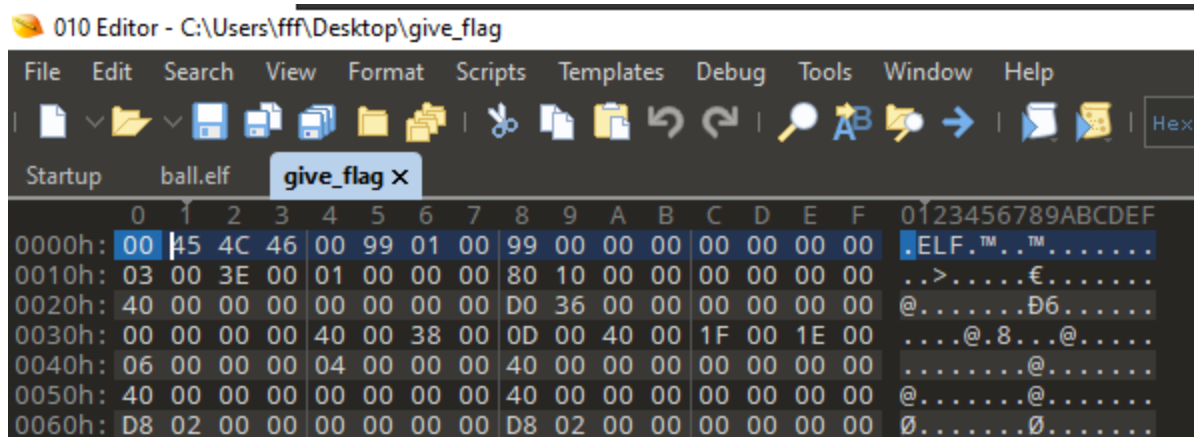 010 Editor - C:\Users\fff\Desktop\give_flag
File Edit Search View Format Scripts Templates Debug Tools Window Help
Hex
Startup ball.elf give_flag ×
0 1 2 3 4 5 6 7 8 9 A B C D E F 0123456789ABCDEF
0000h: 00 45 4C 46 00 99 01 00 99 00 00 00 00 00 00 00 .ELF.™..™.......
0010h: 03 00 3E 00 01 00 00 00 80 10 00 00 00 00 00 00 ..>.....€.......
0020h: 40 00 00 00 00 00 00 00 D0 36 00 00 00 00 00 00 @.......Ð6......
0030h: 00 00 00 00 40 00 38 00 0D 00 40 00 1F 00 1E 00 ....@.8...@.....
0040h: 06 00 00 00 04 00 00 00 40 00 00 00 00 00 00 00 ........@.......
0050h: 40 00 00 00 00 00 00 00 40 00 00 00 00 00 00 00 @.......@.......
0060h: D8 02 00 00 00 00 00 00 D8 02 00 00 00 00 00 00 Ø.......Ø.......